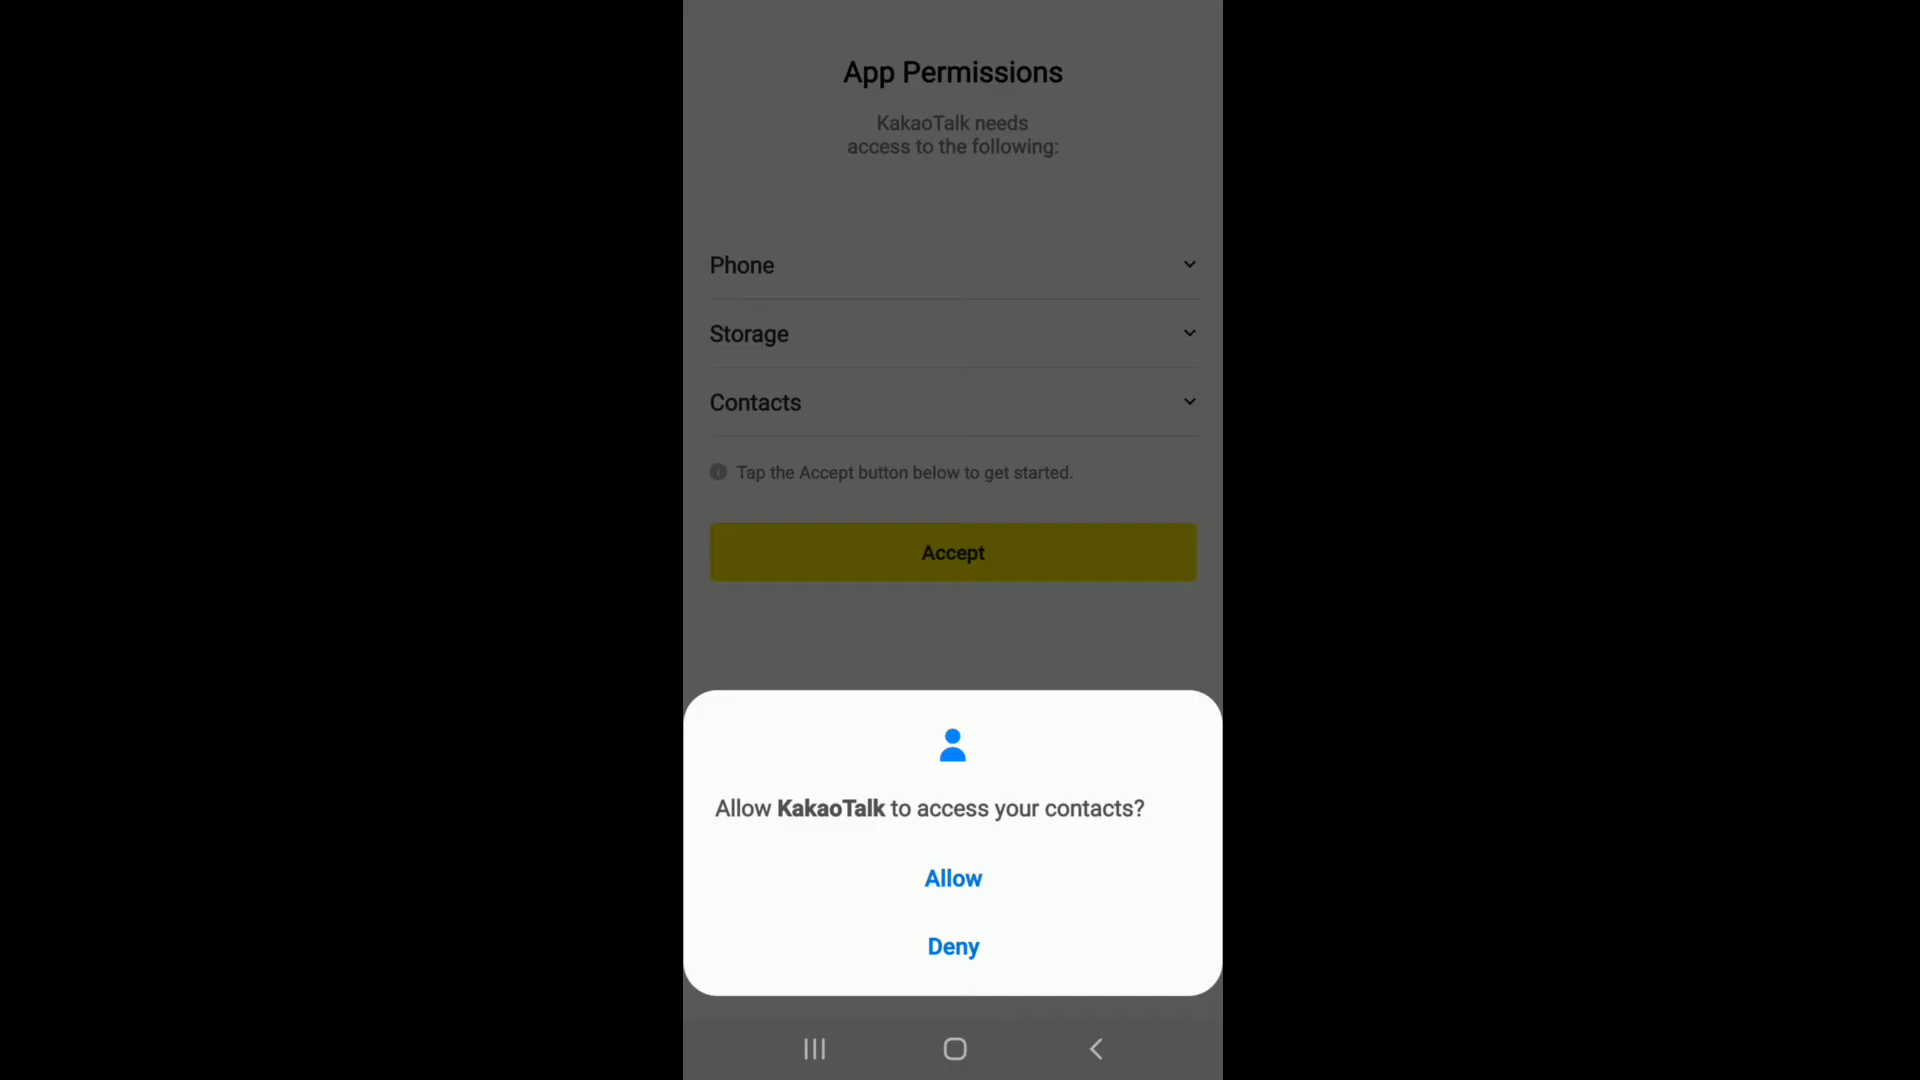 App Permissions
KakaoTalk needs
access to the following:
Phone
Storage
Contacts
Tap the Accept button below to get started.
Accept
Allow KakaoTalk to access your contacts?
Allow
Deny